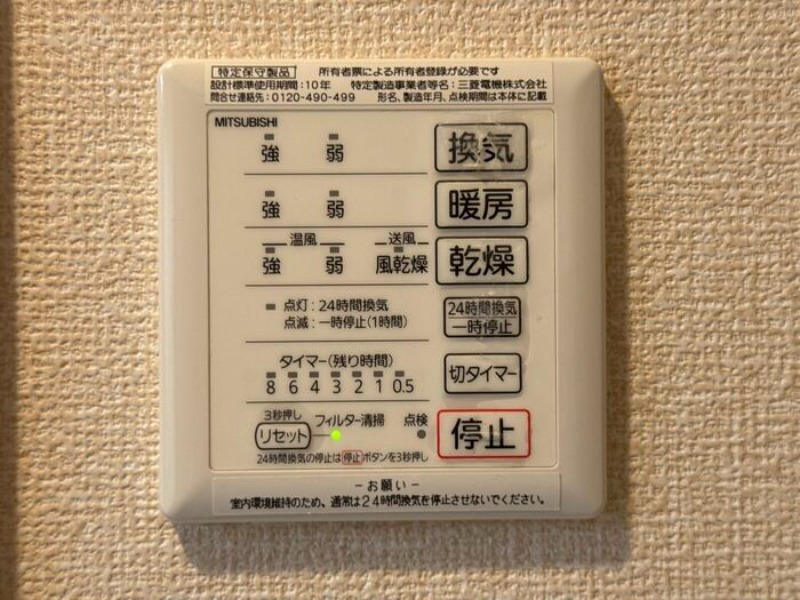 特定保守製品 所有者票による所有者登録が必要です
設計標準使用期間:10年 特定製造事業者等名:三菱電機株式会社
問合せ連絡先:0120-490-499 形名、製造年月、点検期間は本体に記載
MITSUBISHI
強 弱 換気
強 弱 暖房
温風 送風
強 弱 風乾燥 乾燥
点灯:24時間換気
点滅:一時停止(1時間)
24時間換気
一時停止
タイマー(残り時間)
8 6 4 3 2 1 0.5
切タイマー
3秒押し
リセット フィルター清掃 点検
停止
24時間換気の停止は停止ボタンを3秒押し
-お願い-
室内環境維持のため、通常は24時間換気を停止させないでください。